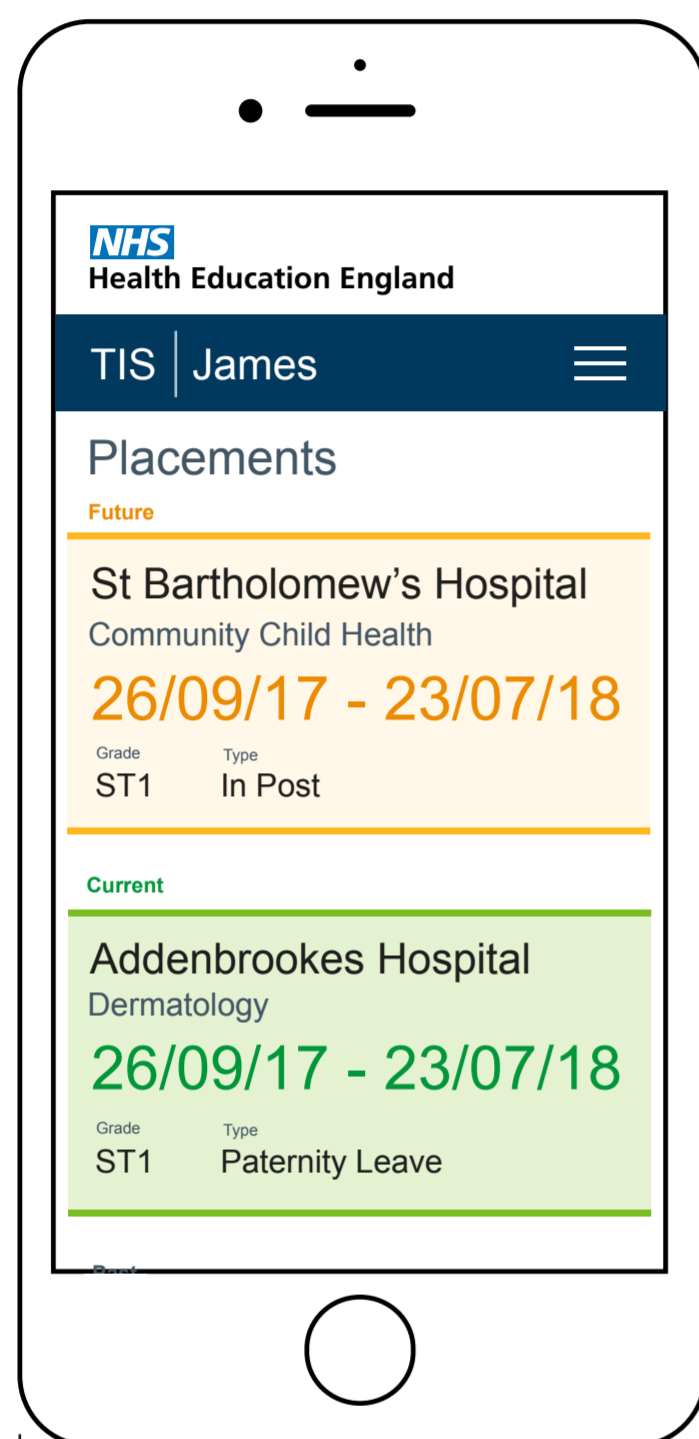 NHS
Health Education England
TIS James
Placements
Future
St Bartholomew’s Hospital
Community Child Health
26/09/17 - 23/07/18
Grade Type
ST1 In Post
Current
Addenbrookes Hospital
Dermatology
26/09/17 - 23/07/18
Grade Type
ST1 Paternity Leave
Past